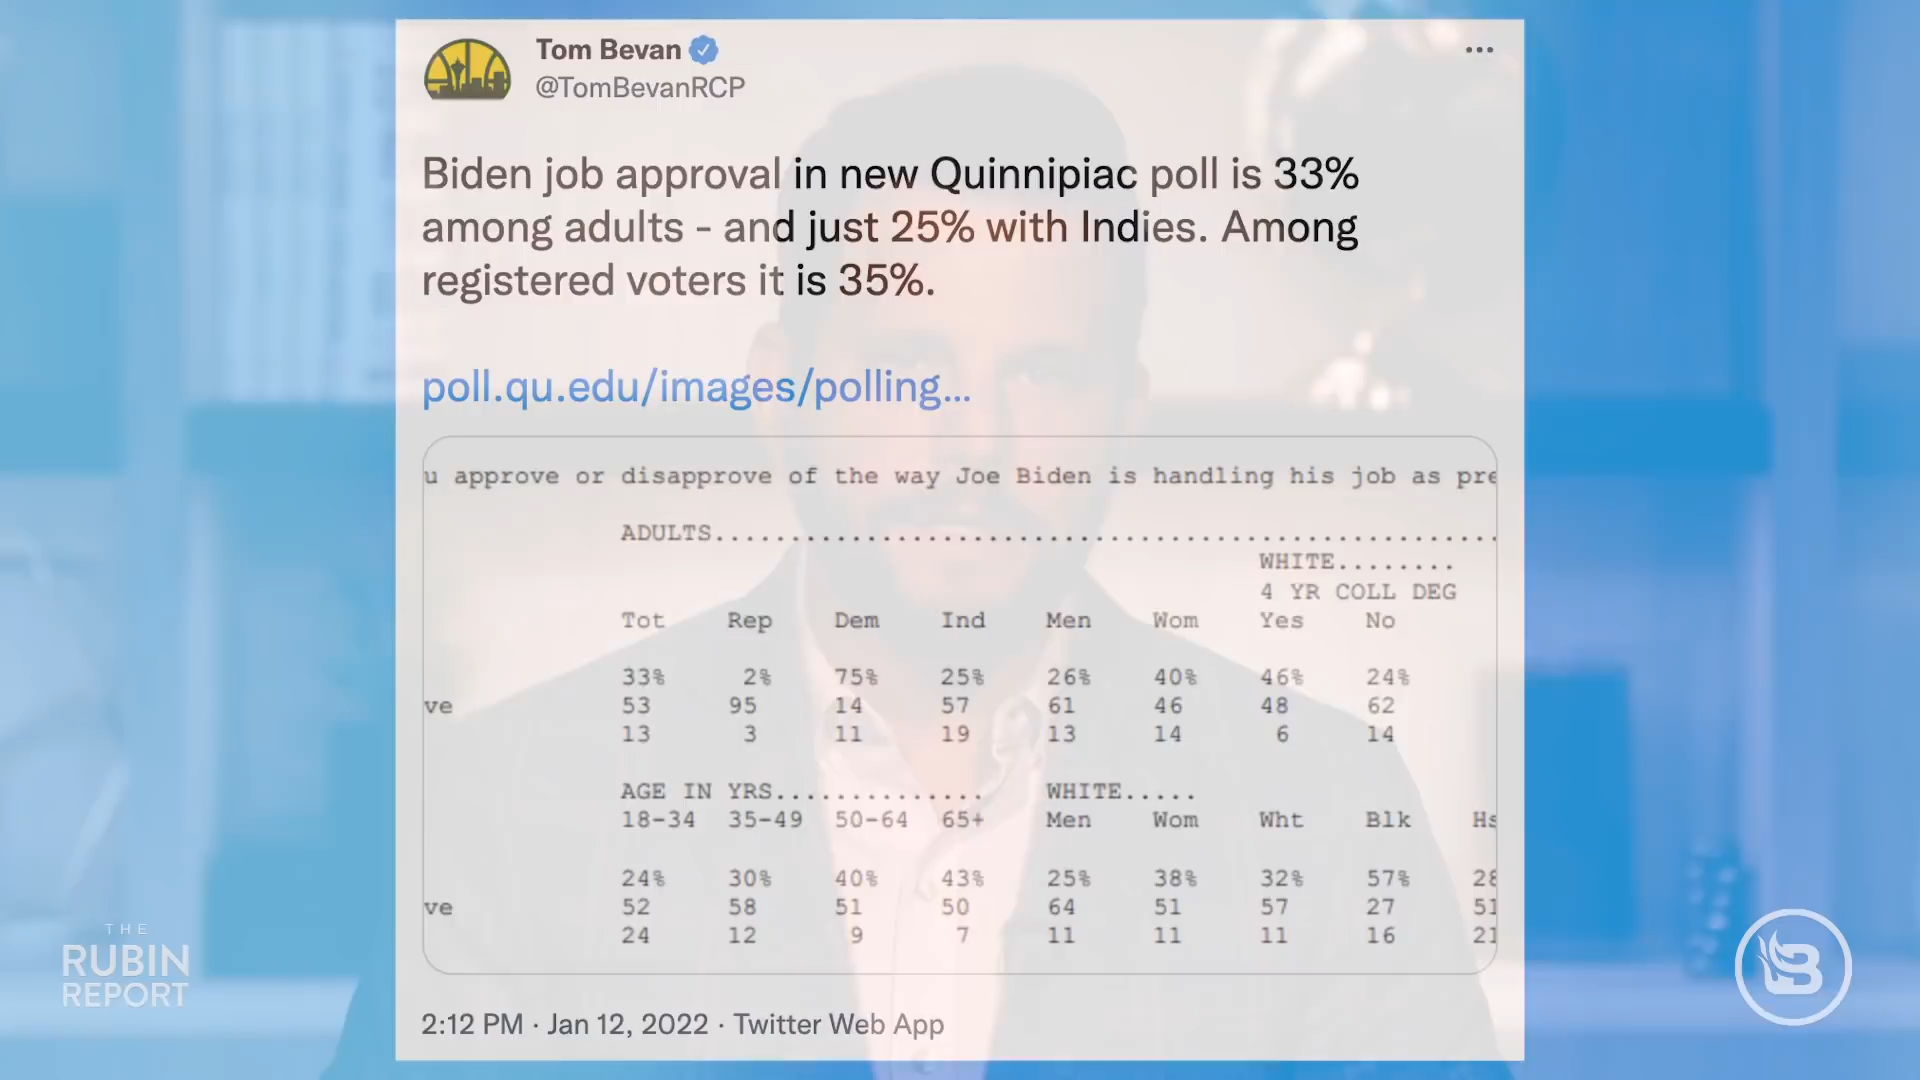 Tom Bevan
@TomBevanRCP
...
Biden job approval in new Quinnipiac poll is 33%
among adults - and just 25% with Indies. Among
registered voters it is 35%.
poll.qu.edu/images/polling...
u approve or disapprove of the way Joe Biden is handling his job as pre
ADULTS...................................................
WHITE........
4 YR COLL DEG
Tot Rep Dem Ind Men Wom Yes No
33% 2% 75% 25% 26% 40% 46% 24%
ve 53 95 14 57 61 46 48 62
13 3 11 19 13 14 6 14
AGE IN YRS.............. WHITE.....
18-34 35-49 50-64 65+ Men Wom Wht Blk Hs
24% 30% 40% 43% 25% 38% 32% 57% 28
ve 52 58 51 50 64 51 57 27 51
24 12 9 7 11 11 11 16 21
2:12 PM · Jan 12, 2022 · Twitter Web App
THE
RUBIN
REPORT
B